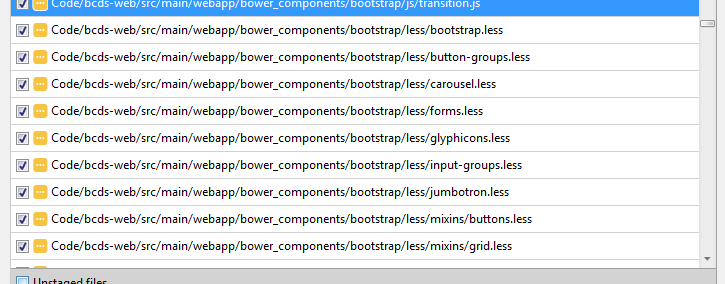 Code/bcds-web/src/main/webapp/bower_components/bootstrap/js/transition.js
Code/bcds-web/src/main/webapp/bower_components/bootstrap/less/bootstrap.less
Code/bcds-web/src/main/webapp/bower_components/bootstrap/less/button-groups.less
Code/bcds-web/src/main/webapp/bower_components/bootstrap/less/carousel.less
Code/bcds-web/src/main/webapp/bower_components/bootstrap/less/forms.less
Code/bcds-web/src/main/webapp/bower_components/bootstrap/less/glyphicons.less
Code/bcds-web/src/main/webapp/bower_components/bootstrap/less/input-groups.less
Code/bcds-web/src/main/webapp/bower_components/bootstrap/less/jumbotron.less
Code/bcds-web/src/main/webapp/bower_components/bootstrap/less/mixins/buttons.less
Code/bcds-web/src/main/webapp/bower_components/bootstrap/less/mixins/grid.less
Unstaged files